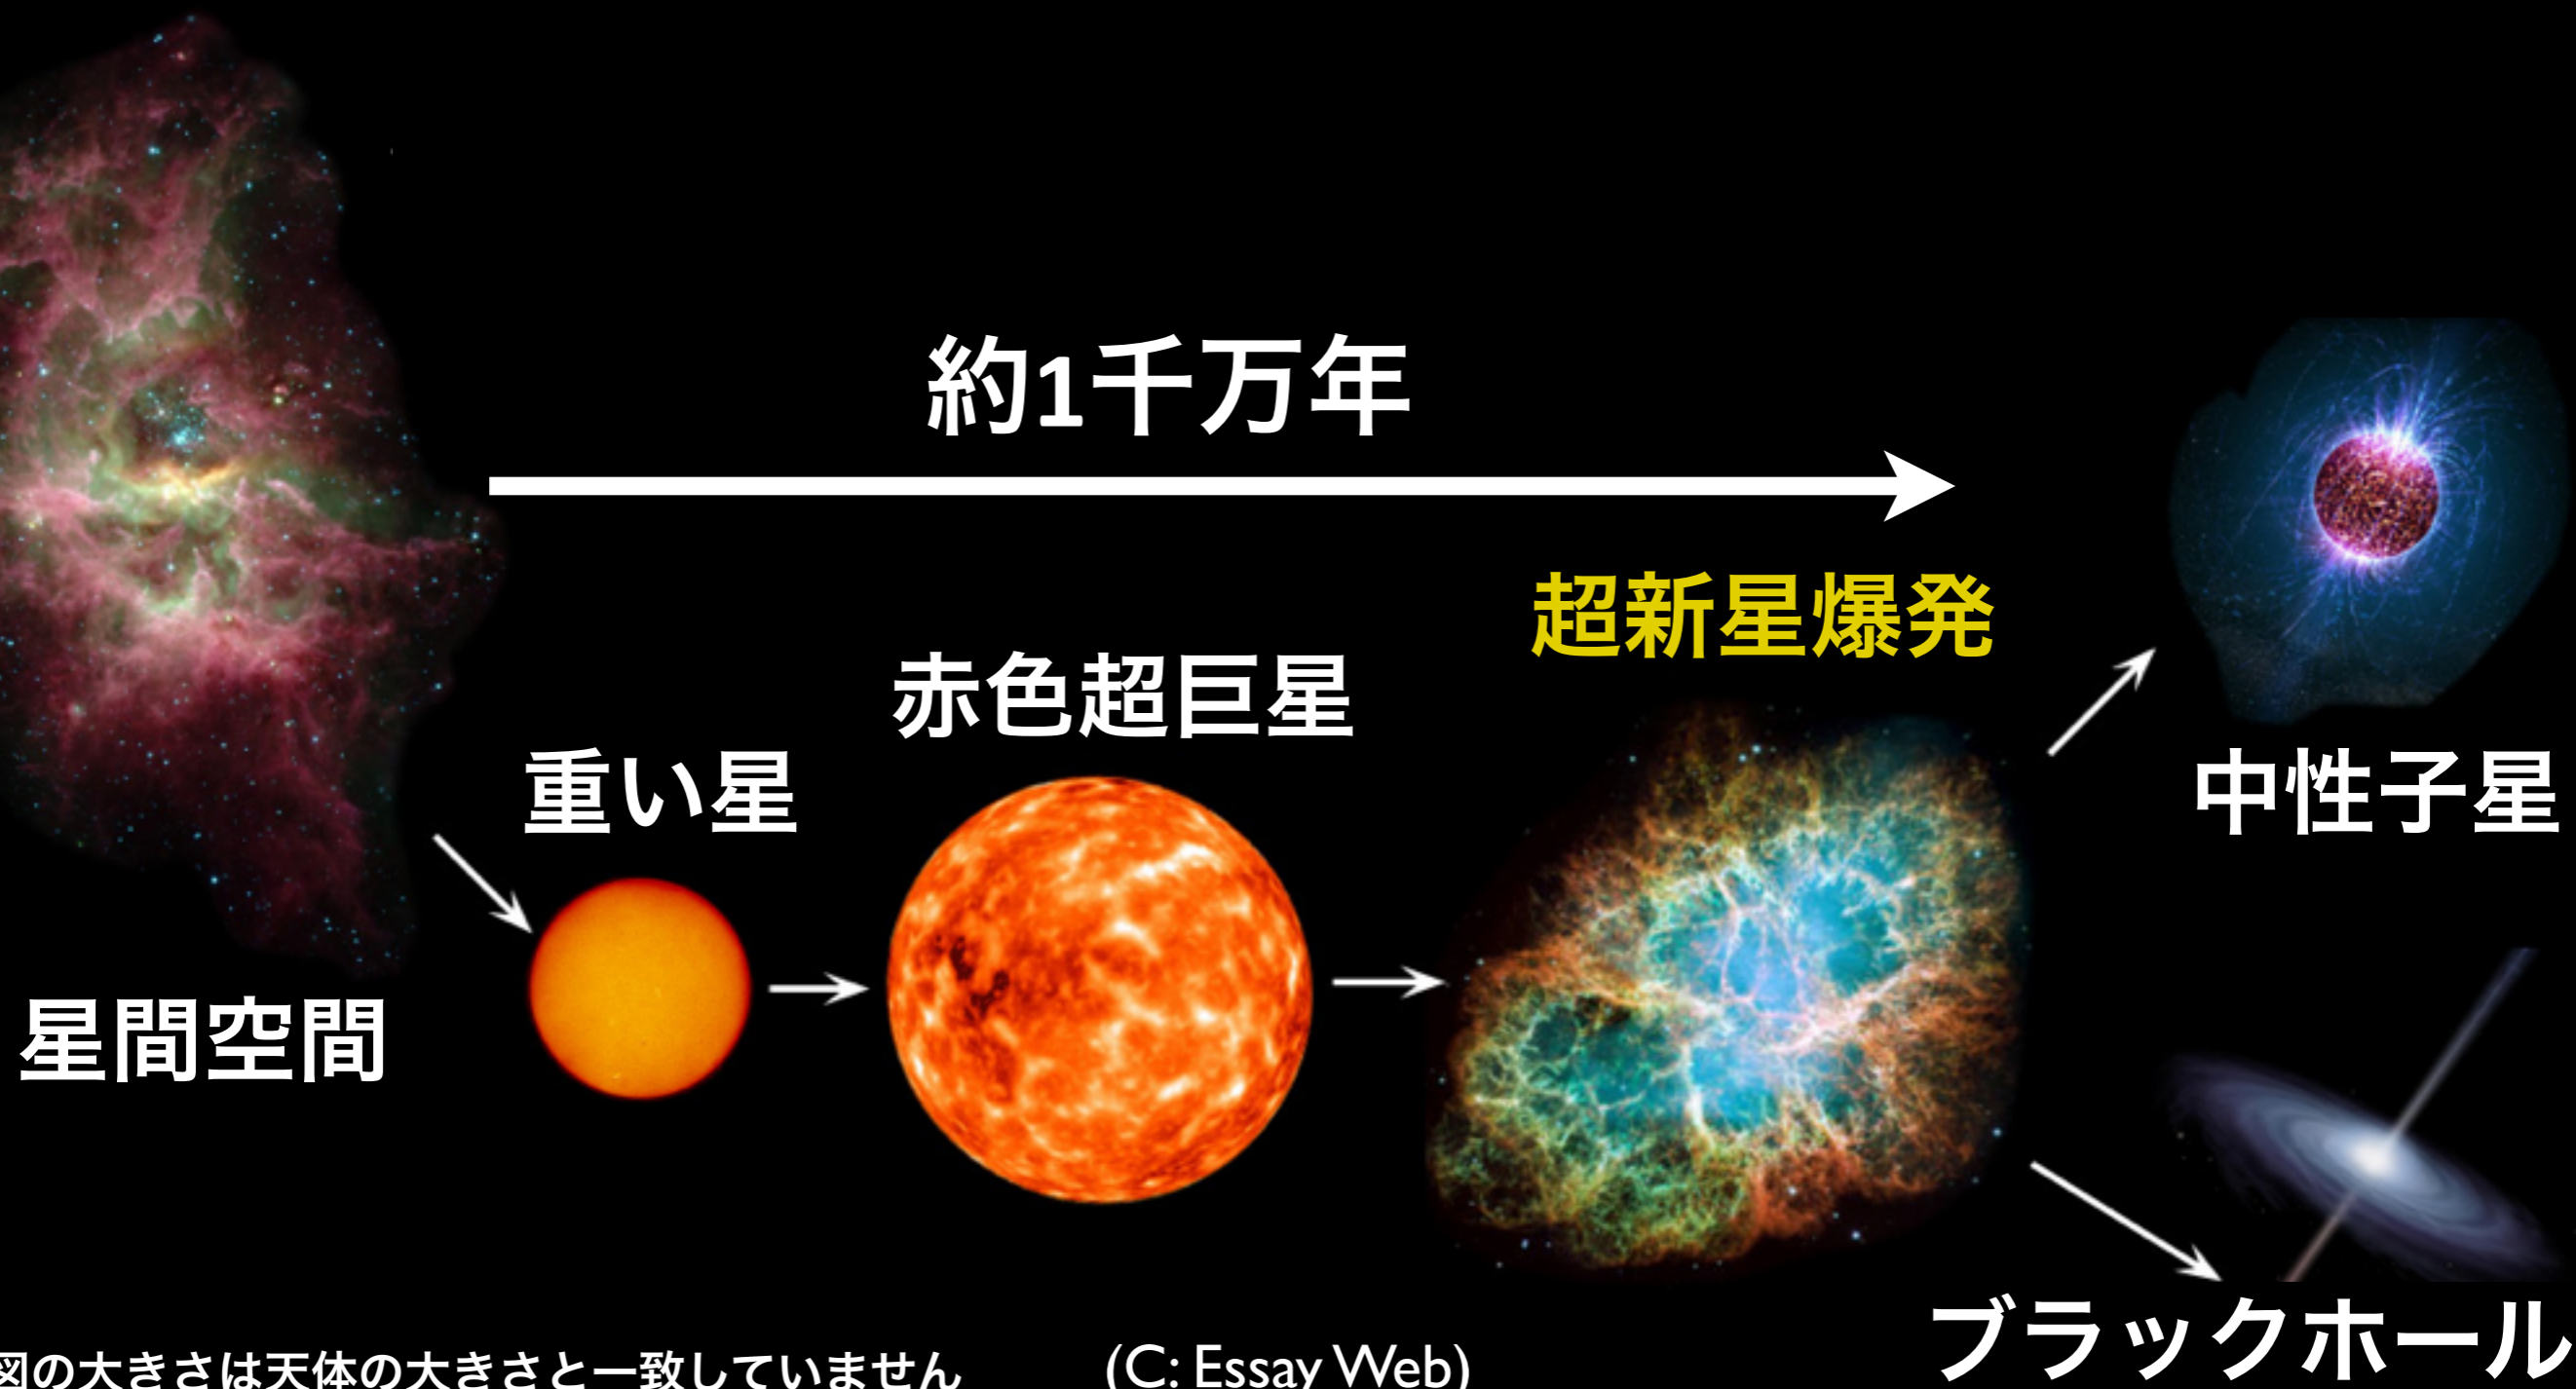 約1千万年
超新星爆発
赤色超巨星
重い星
中性子星
星間空間
ブラックホール
図の大きさは天体の大きさと一致していません
(C: Essay Web)